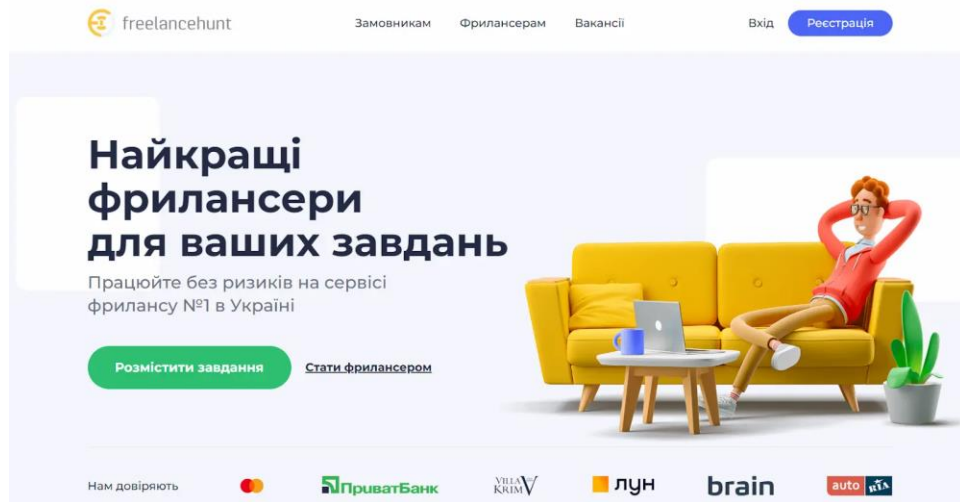 freelancehunt
Замовникам Фрилансерам Вакансії Вхід Реєстрація
Найкращі
фрилансери
для ваших завдань
Працюйте без ризиків на сервісі
фрилансу №1 в Україні
Розмістити завдання Стати фрилансером
Нам довіряють ПриватБанк VILLA KRIM ЛУН brain auto RIA